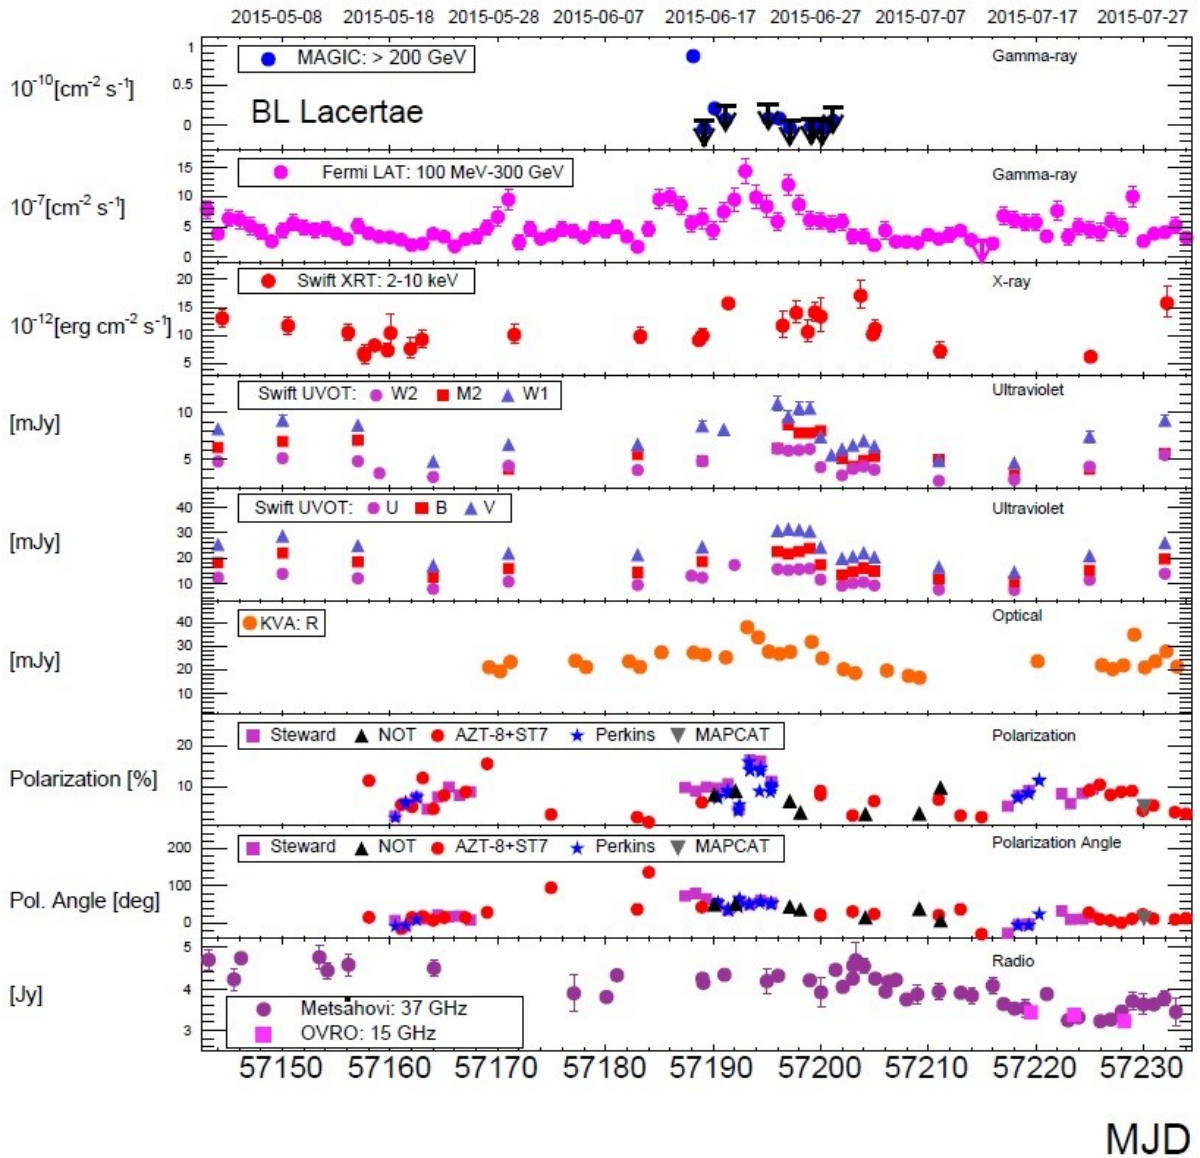 2015-05-08 2015-05-18 2015-05-28 2015-06-07 2015-06-17 2015-06-27 2015-07-07 2015-07-17 2015-07-27
1
MAGIC: > 200 GeV
Gamma-ray
10⁻¹⁰[cm⁻² s⁻¹]
0.5
BL Lacertae
0
15
Fermi LAT: 100 MeV-300 GeV
Gamma-ray
10
10⁻⁷[cm⁻² s⁻¹]
5
0
20
Swift XRT: 2-10 keV
X-ray
15
10⁻¹²[erg cm⁻² s⁻¹]
10
5
Swift UVOT: W2 M2 W1
Ultraviolet
10
[mJy]
5
Swift UVOT: U B V
Ultraviolet
40
30
[mJy]
20
10
KVA: R
Optical
40
30
[mJy]
20
10
Steward NOT AZT-8+ST7 Perkins MAPCAT
Polarization
20
Polarization [%]
10
Steward NOT AZT-8+ST7 Perkins MAPCAT
Polarization Angle
200
100
Pol. Angle [deg]
0
5
Radio
[Jy]
4
Metsahovi: 37 GHz
OVRO: 15 GHz
3
57150 57160 57170 57180 57190 57200 57210 57220 57230
MJD